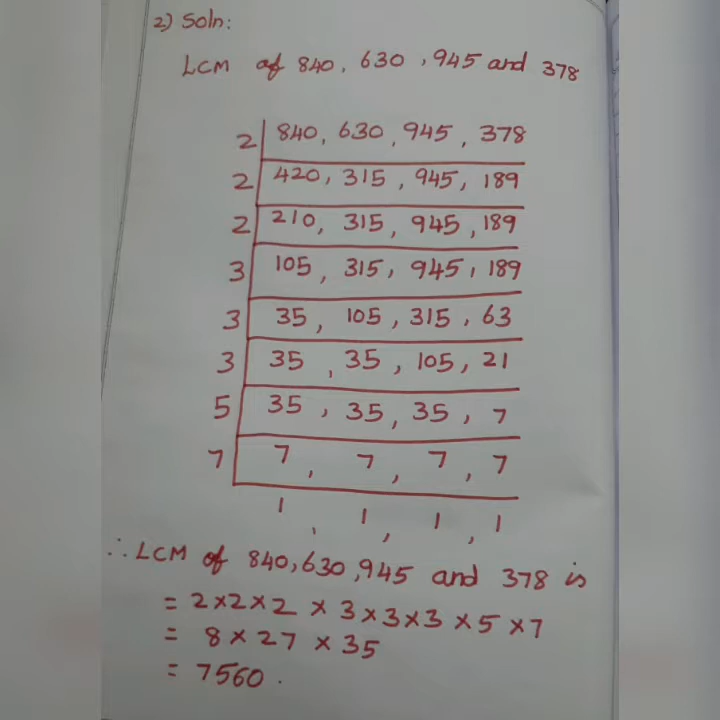 2) Soln:
LCM of 840, 630, 945 and 378
2 | 840, 630, 945, 378
2 | 420, 315, 945, 189
2 | 210, 315, 945, 189
3 | 105, 315, 945, 189
3 | 35, 105, 315, 63
3 | 35, 35, 105, 21
5 | 35, 35, 35, 7
7 | 7, 7, 7, 7
1, 1, 1, 1
∴ LCM of 840, 630, 945 and 378 is
= 2×2×2 × 3×3×3 ×5 ×7
= 8×27 ×35
= 7560.